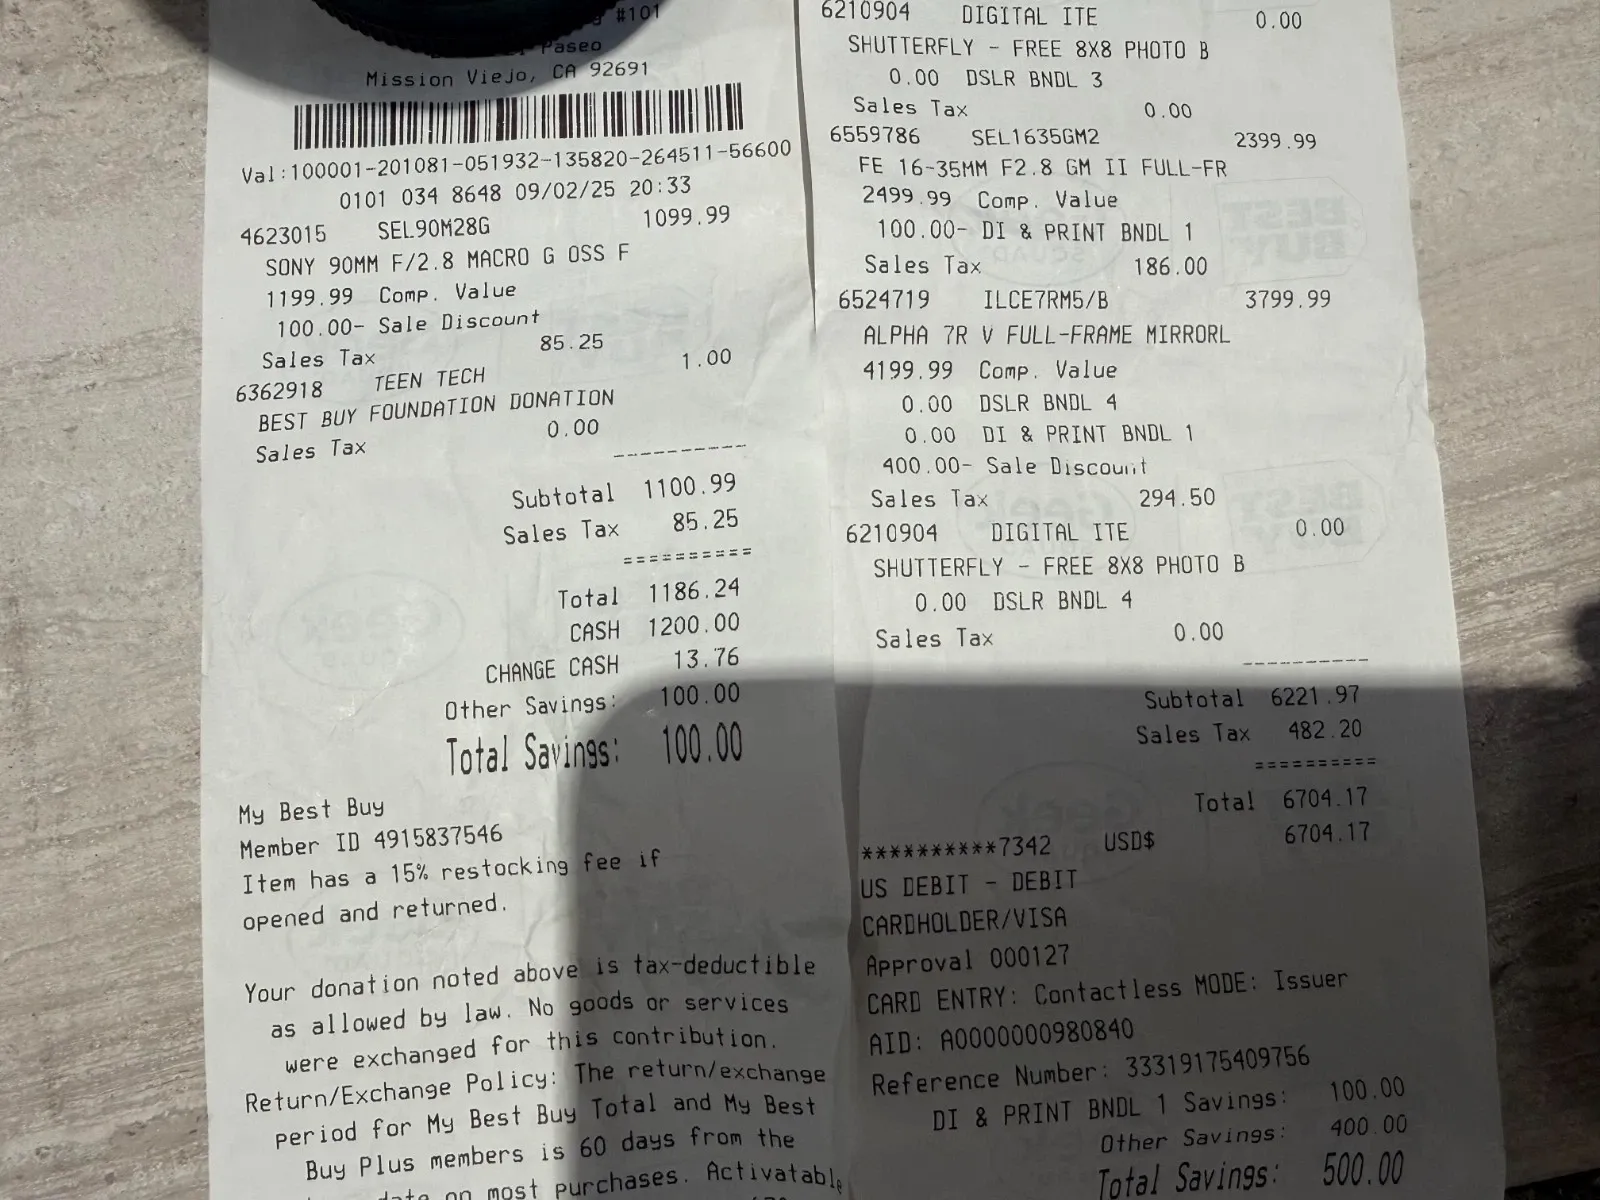 #101
Paseo
Mission Viejo, CA 92691
Val:100001-201081-051932-135820-264511-56600
0101 034 8648 09/02/25 20:33
4623015 SEL90M28G 1099.99
SONY 90MM F/2.8 MACRO G OSS F
1199.99 Comp. Value
100.00- Sale Discount
Sales Tax 85.25
6362918 TEEN TECH 1.00
BEST BUY FOUNDATION DONATION
Sales Tax 0.00
----------
Subtotal 1100.99
Sales Tax 85.25
==========
Total 1186.24
CASH 1200.00
CHANGE CASH 13.76
Other Savings: 100.00
Total Savings: 100.00
My Best Buy
Member ID 4915837546
Item has a 15% restocking fee if
opened and returned.
Your donation noted above is tax-deductible
as allowed by law. No goods or services
were exchanged for this contribution.
Return/Exchange Policy: The return/exchange
period for My Best Buy Total and My Best
Buy Plus members is 60 days from the
date on most purchases. Activatable
6210904 DIGITAL ITE 0.00
SHUTTERFLY - FREE 8X8 PHOTO B
0.00 DSLR BNDL 3
Sales Tax 0.00
6559786 SEL1635GM2 2399.99
FE 16-35MM F2.8 GM II FULL-FR
2499.99 Comp. Value
100.00- DI & PRINT BNDL 1
Sales Tax 186.00
6524719 ILCE7RM5/B 3799.99
ALPHA 7R V FULL-FRAME MIRRORL
4199.99 Comp. Value
0.00 DSLR BNDL 4
0.00 DI & PRINT BNDL 1
400.00- Sale Discount
Sales Tax 294.50
6210904 DIGITAL ITE 0.00
SHUTTERFLY - FREE 8X8 PHOTO B
0.00 DSLR BNDL 4
Sales Tax 0.00
----------
Subtotal 6221.97
Sales Tax 482.20
==========
Total 6704.17
**********7342 USD$ 6704.17
US DEBIT - DEBIT
CARDHOLDER/VISA
Approval 000127
CARD ENTRY: Contactless MODE: Issuer
AID: A0000000980840
Reference Number: 33319175409756
DI & PRINT BNDL 1 Savings: 100.00
Other Savings: 400.00
Total Savings: 500.00